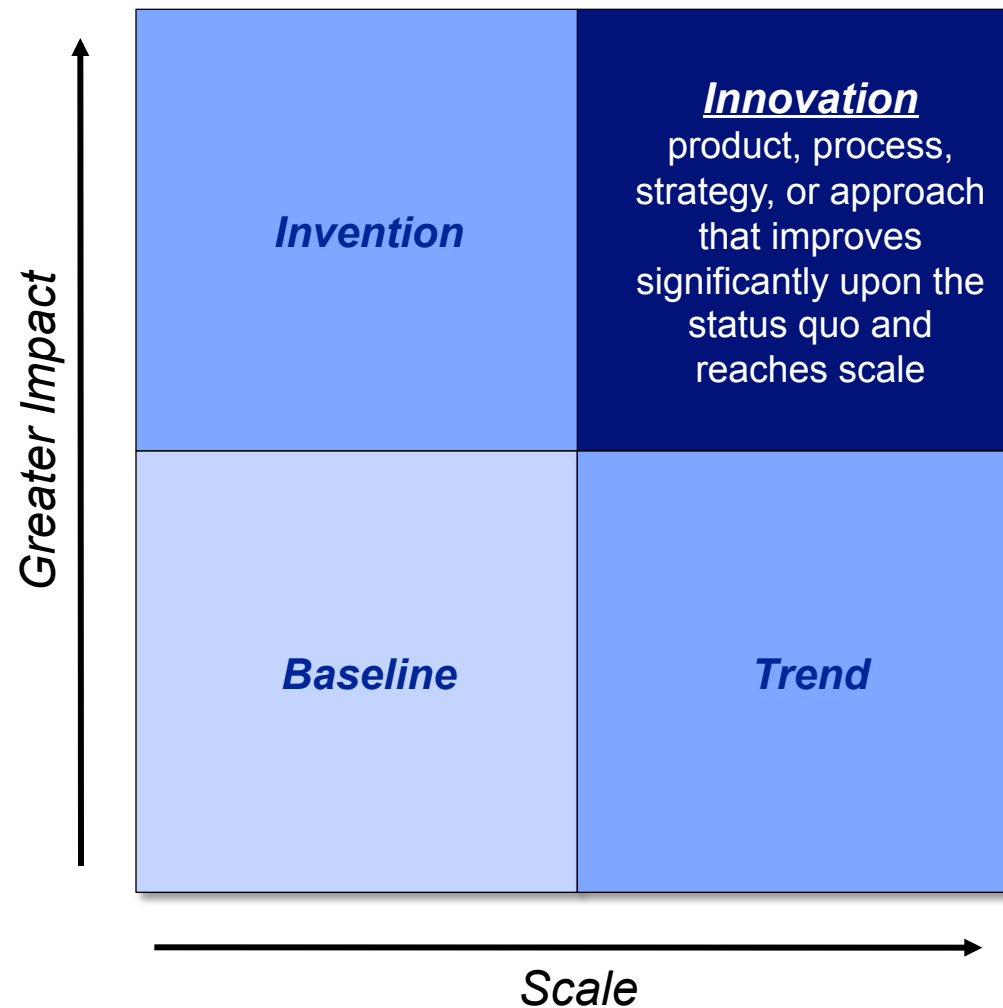 Greater Impact
Invention
Innovation
product, process,
strategy, or approach
that improves
significantly upon the
status quo and
reaches scale
Baseline
Trend
Scale